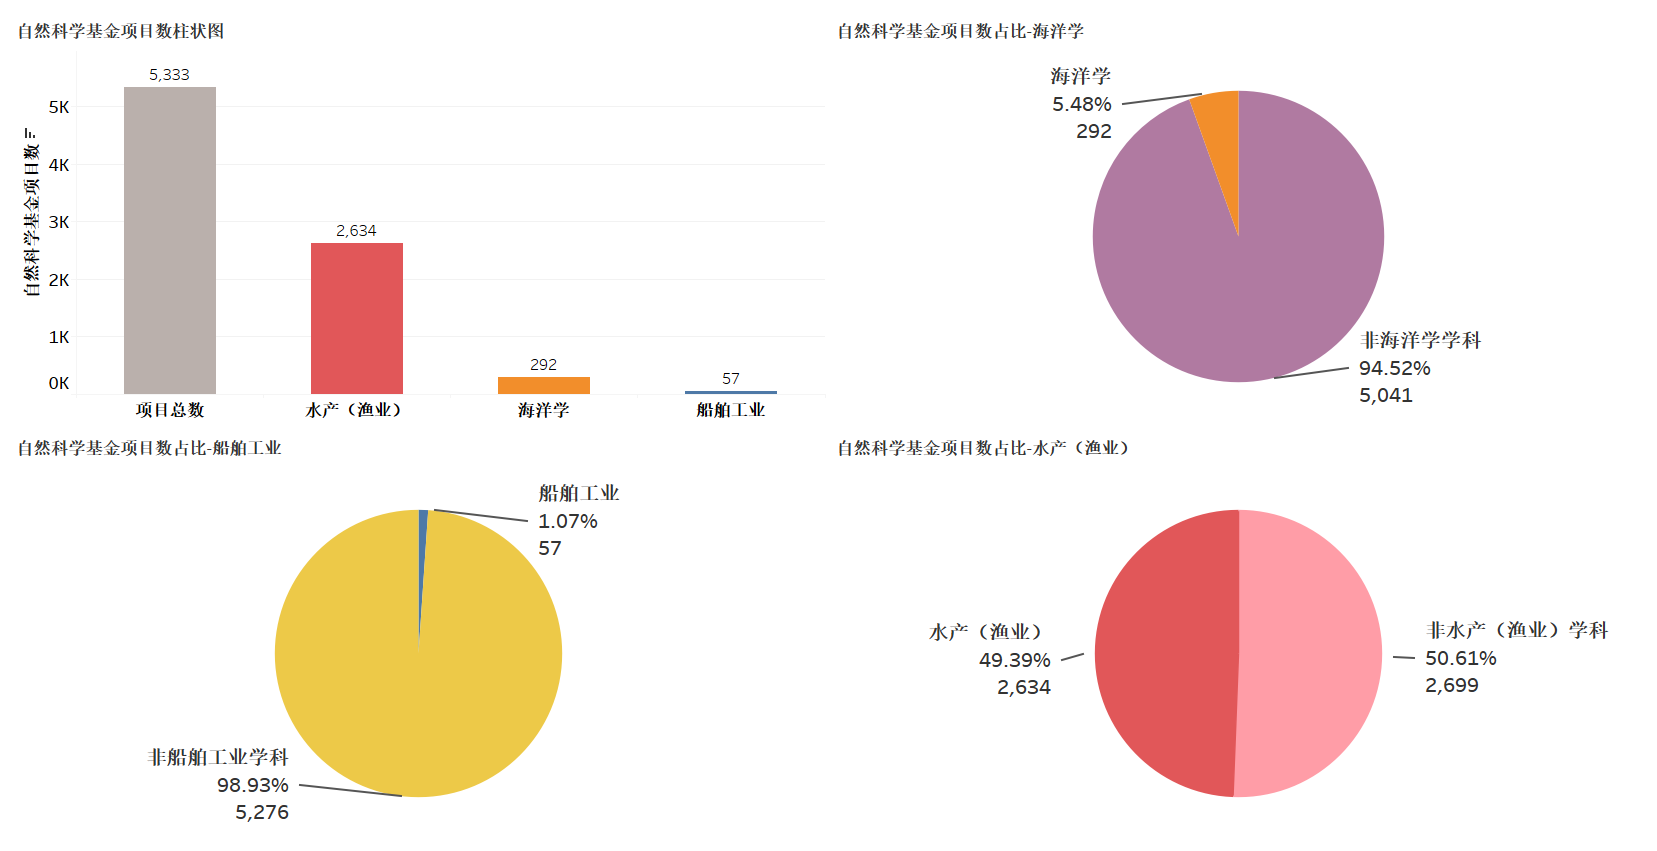 自然科学基金项目数柱状图
自然科学基金项目数
5K
4K
3K
2K
1K
0K
5,333
2,634
292
57
项目总数
水产（渔业）
海洋学
船舶工业
自然科学基金项目数占比-海洋学
海洋学
5.48%
292
非海洋学学科
94.52%
5,041
自然科学基金项目数占比-船舶工业
船舶工业
1.07%
57
非船舶工业学科
98.93%
5,276
自然科学基金项目数占比-水产（渔业）
水产（渔业）
49.39%
2,634
非水产（渔业）学科
50.61%
2,699